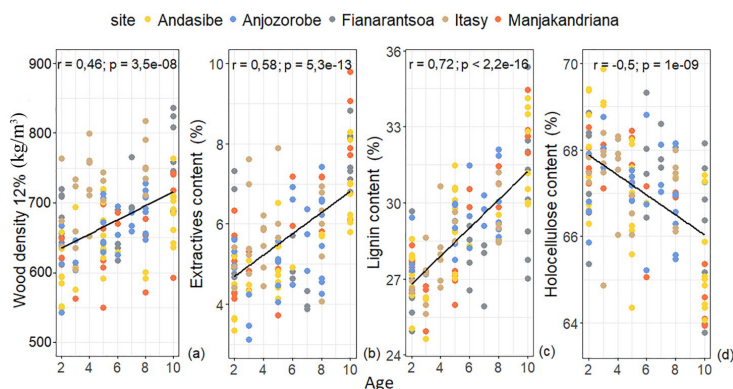 site Andasibe Anjozorobe Fianarantsoa Itasy Manjakandriana
r = 0,46; p = 3,5e-08
r = 0,58; p = 5,3e-13
r = 0,72; p < 2,2e-16
r = -0,5; p = 1e-09
Wood density 12% (kg/m³)
900
800
700
600
500
2 4 6 8 10
(a)
Extractives content (%)
10
8
6
4
2 4 6 8 10
(b)
Lignin content (%)
36
33
30
27
24
2 4 6 8 10
(c)
Holocellulose content (%)
70
68
66
64
2 4 6 8 10
(d)
Age